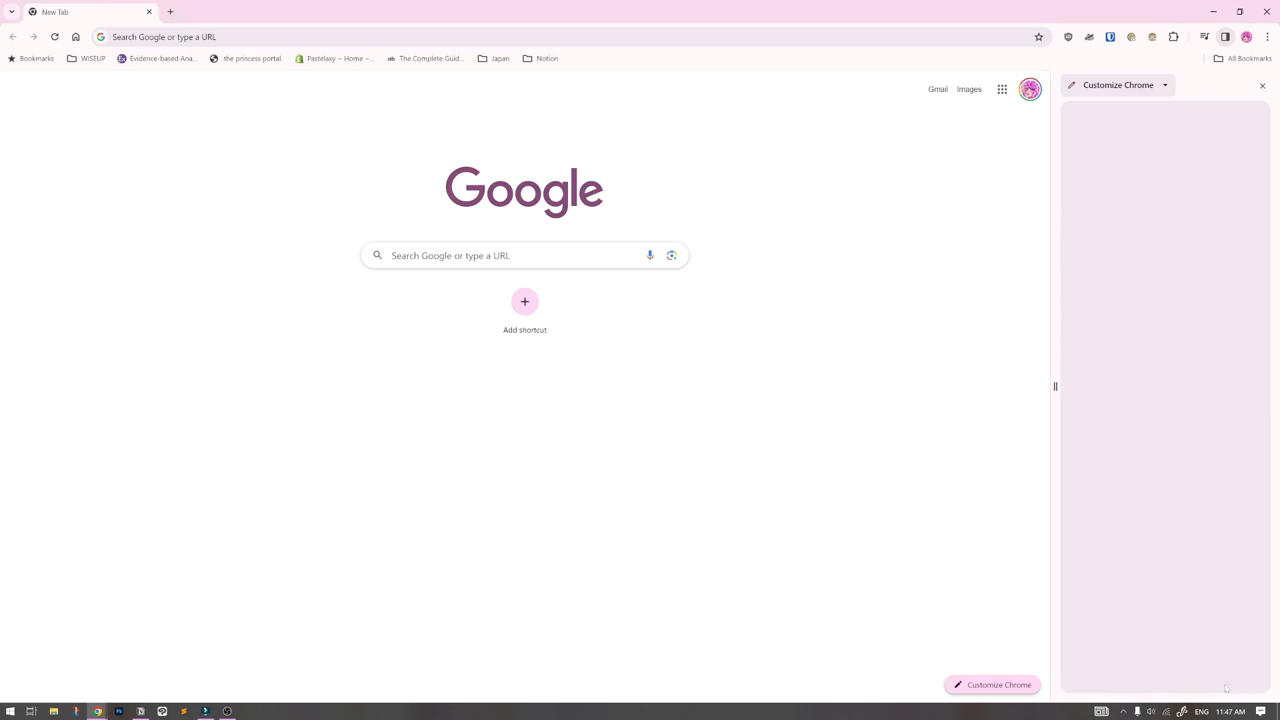 New Tab
Search Google or type a URL
Bookmarks
WISEUP
Evidence-based Ana...
the princess portal.
Pastelaxy – Home –...
The Complete Guid...
Japan
Notion
All Bookmarks
Gmail
Images
Customize Chrome
Google
Search Google or type a URL
Add shortcut
Customize Chrome
ENG
11:47 AM